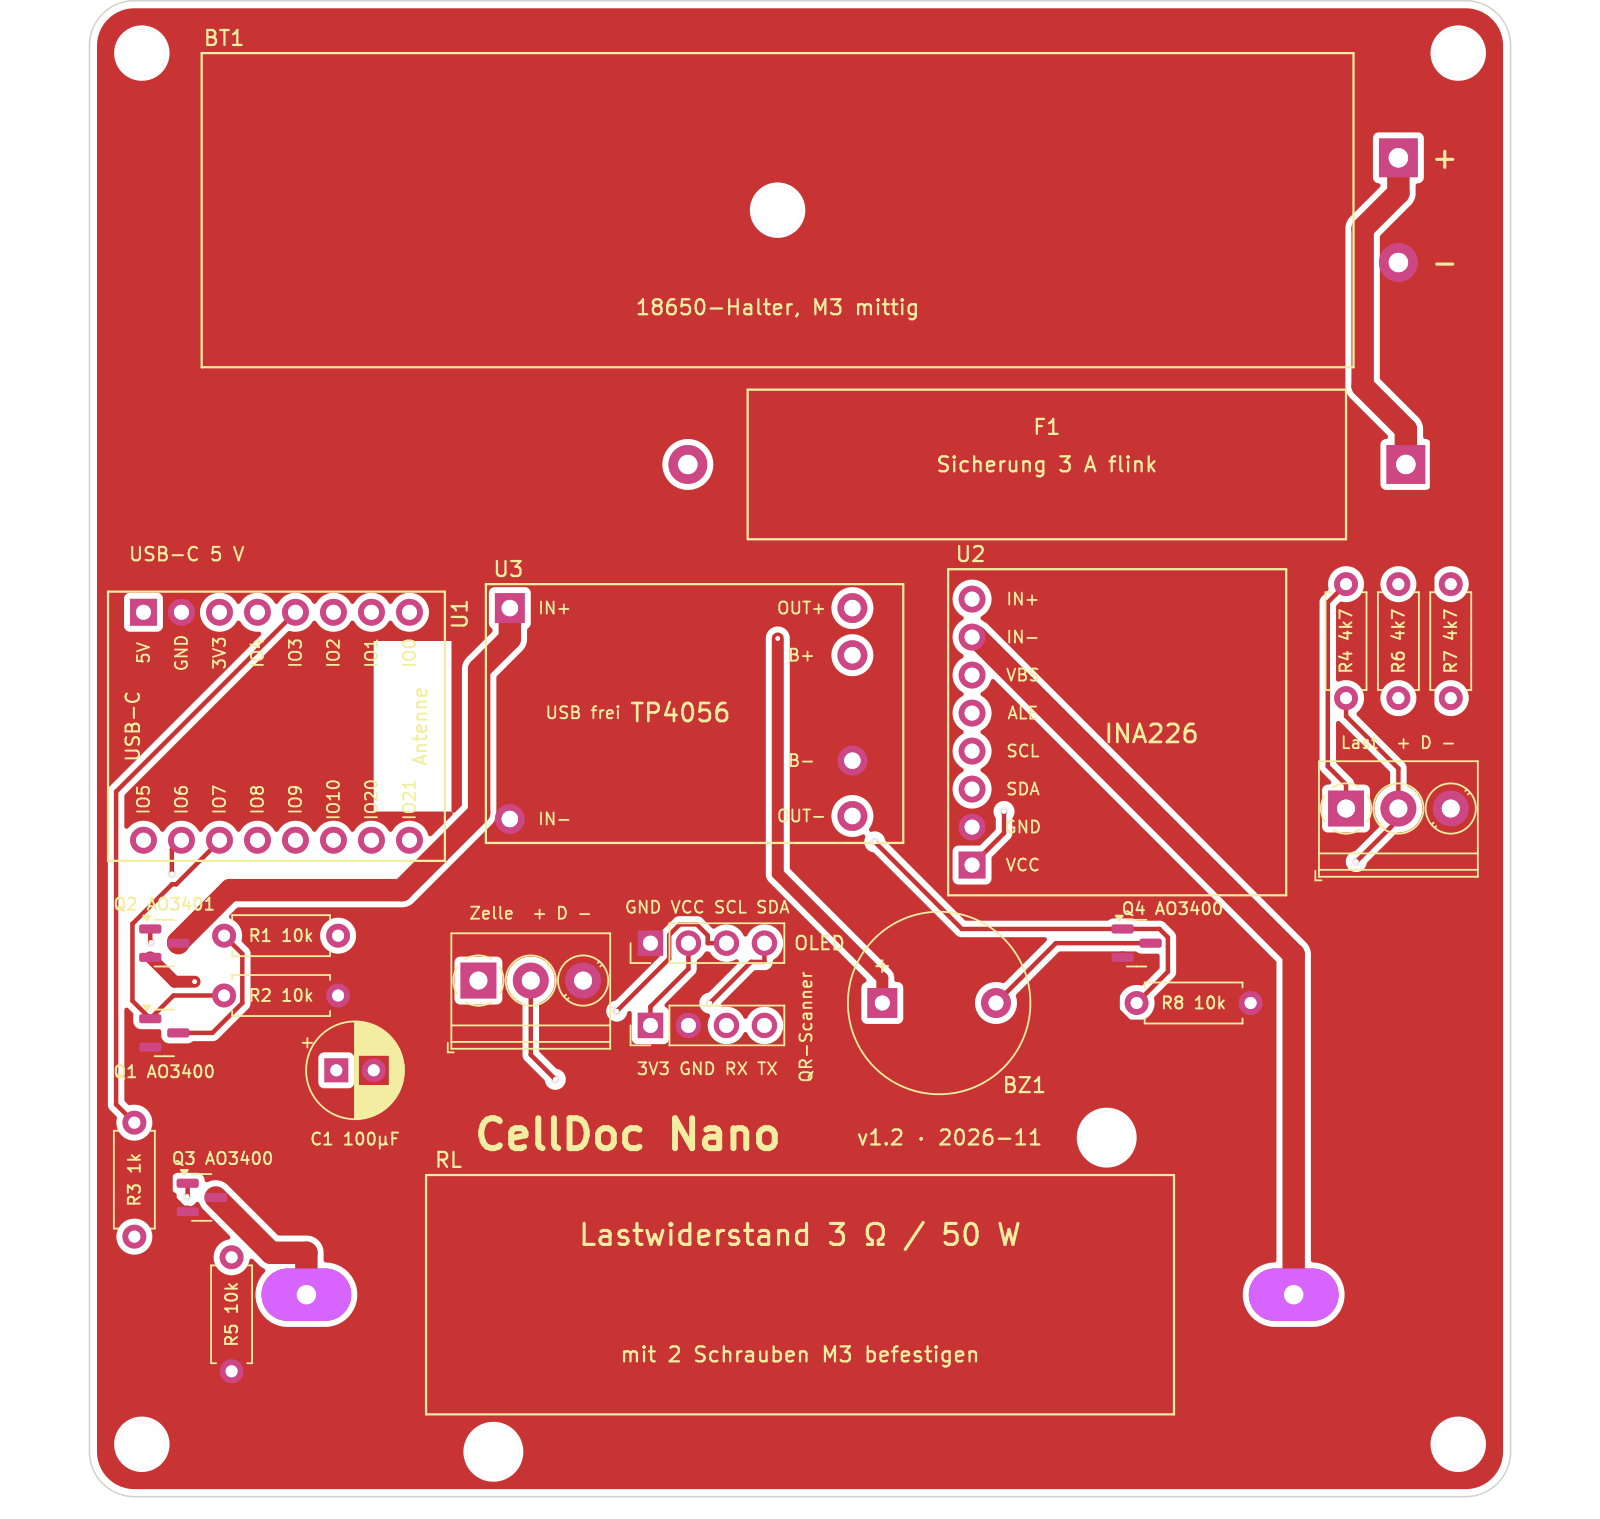 BT1
+
-
18650-Halter, M3 mittig
F1
Sicherung 3 A flink
USB-C 5 V
U3
U2
U1
5V GND 3V3 IO4 IO3 IO2 IO1 IO0
USB-C
Antenne
IO5 IO6 IO7 IO8 IO9 IO10 IO20 IO21
IN+
OUT+
B+
USB frei TP4056
B-
IN-
OUT-
IN+
IN-
VBS
ALE
SCL
SDA
GND
VCC
INA226
R4 4k7
R6 4k7
R7 4k7
Last + D -
Q2 AO3401
R1 10k
R2 10k
Q1 AO3400
+
C1 100µF
Zelle + D -
GND VCC SCL SDA
OLED
QR-Scanner
3V3 GND RX TX
+
BZ1
Q4 AO3400
R8 10k
CellDoc Nano
v1.2 · 2026-11
R3 1k
Q3 AO3400
R5 10k
RL
Lastwiderstand 3 Ω / 50 W
mit 2 Schrauben M3 befestigen